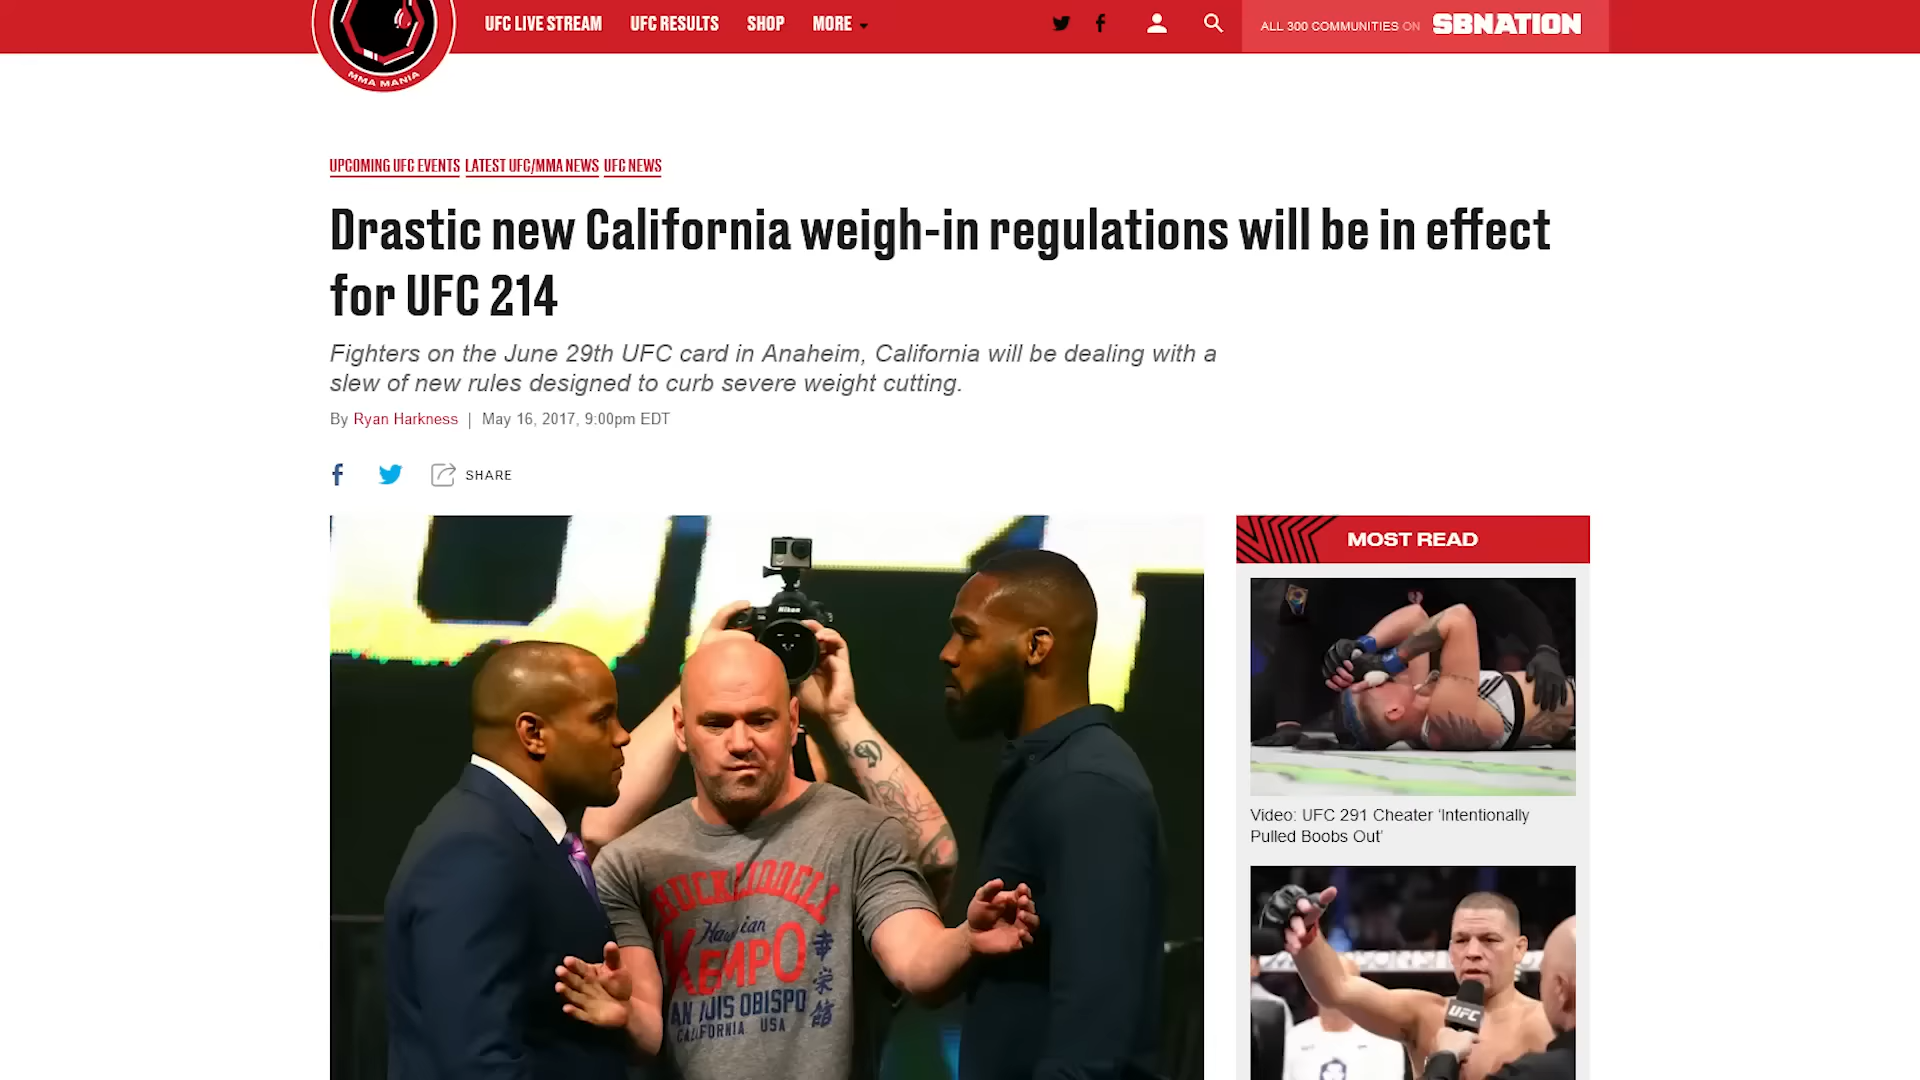 UFC LIVE STREAM UFC RESULTS SHOP MORE
ALL 300 COMMUNITIES ON SBNATION
MMA MANIA
UPCOMING UFC EVENTS LATEST UFC/MMA NEWS UFC NEWS
Drastic new California weigh-in regulations will be in effect
for UFC 214
Fighters on the June 29th UFC card in Anaheim, California will be dealing with a
slew of new rules designed to curb severe weight cutting.
By Ryan Harkness | May 16, 2017, 9:00pm EDT
SHARE
MOST READ
Nikon
Video: UFC 291 Cheater ‘Intentionally
Pulled Boobs Out’
KEMPO
OBISPO
CALIFORNIA USA
UFC